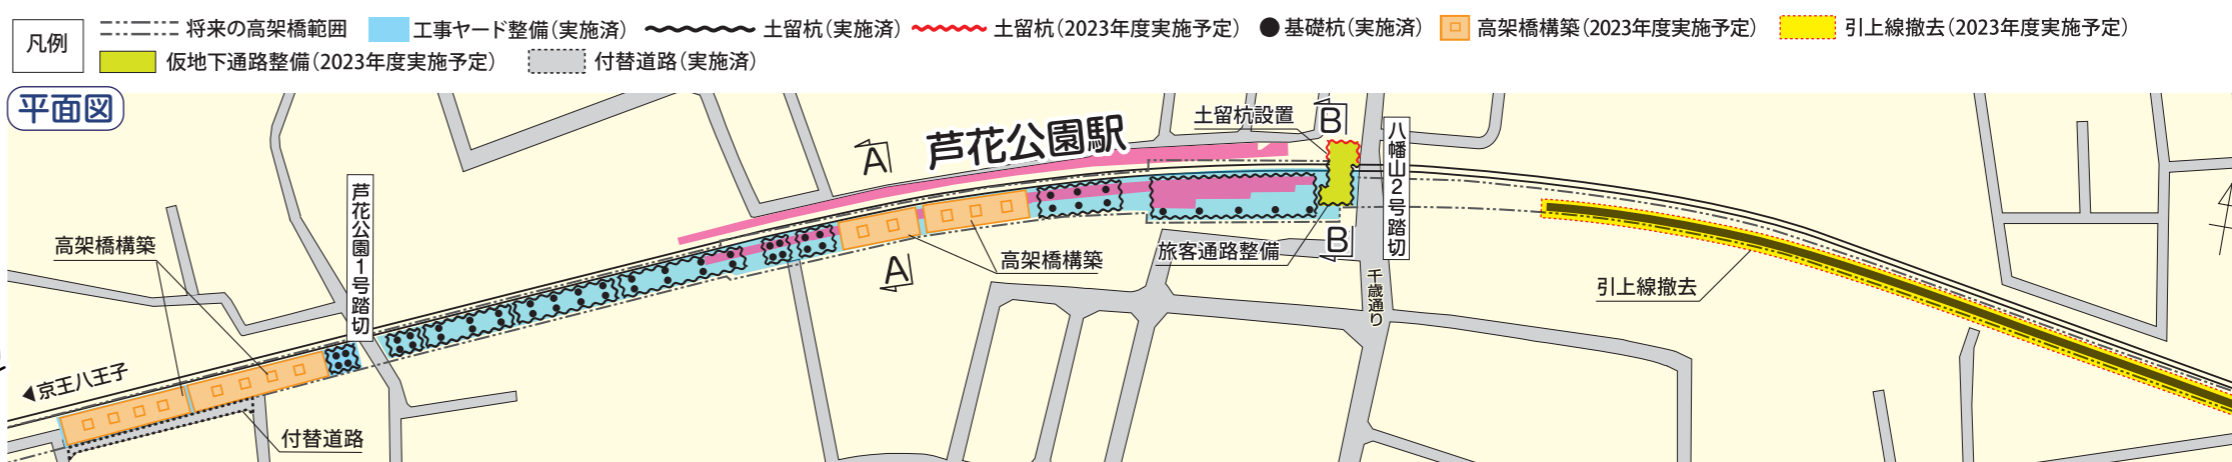 凡例
将来の高架橋範囲
工事ヤード整備(実施済)
土留杭(実施済)
土留杭(2023年度実施予定)
基礎杭(実施済)
高架橋構築(2023年度実施予定)
引上線撤去(2023年度実施予定)
仮地下通路整備(2023年度実施予定)
付替道路(実施済)
平面図
芦花公園駅
土留杭設置
A
B
八幡山2号踏切
芦花公園1号踏切
高架橋構築
A
高架橋構築
旅客通路整備
B
千歳通り
引上線撤去
◀京王八王子
付替道路